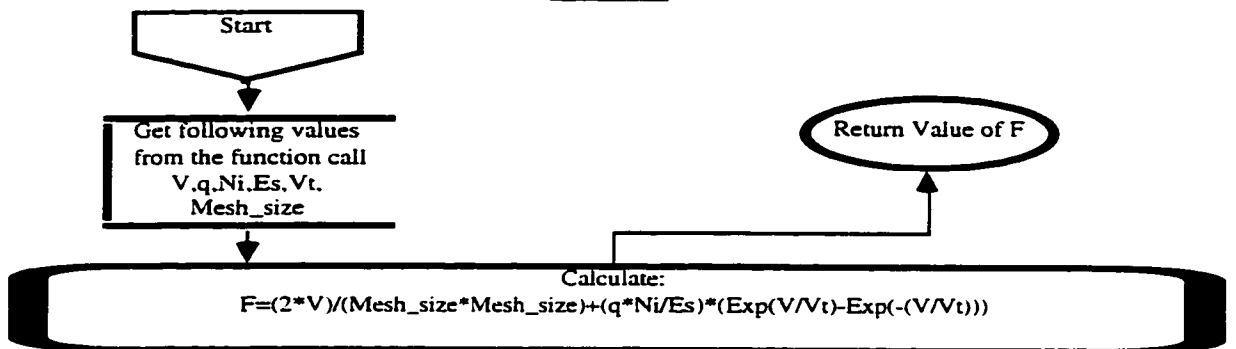 Start
Get following values
from the function call
V,q,Ni,Es,Vt,
Mesh_size
Return Value of F
Calculate:
F=(2*V)/(Mesh_size*Mesh_size)+(q*Ni/Es)*(Exp(V/Vt)-Exp(-(V/Vt)))